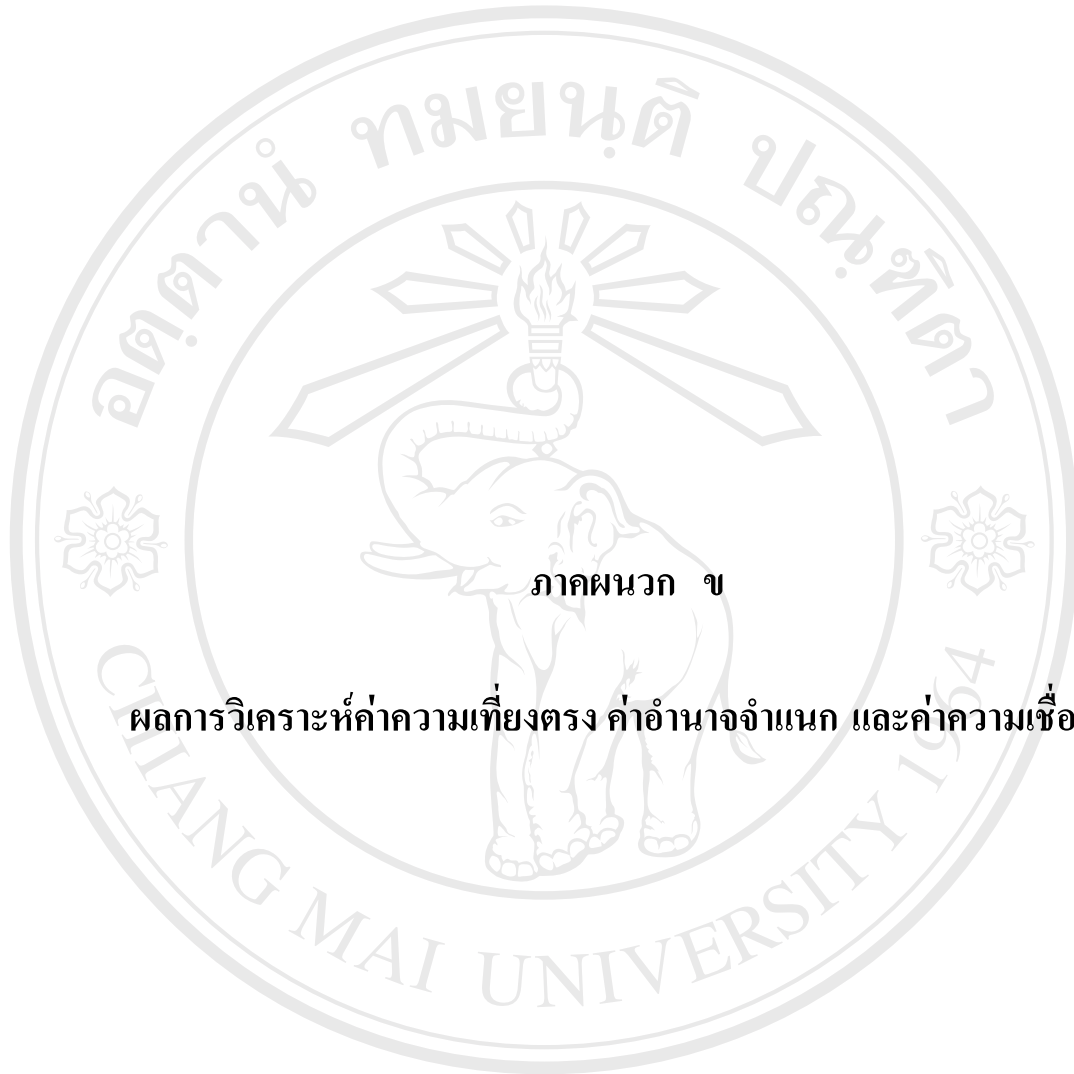 อตฺตานํ ทมยนฺติ ปณฺฑิตา
ภาคผนวก ข
ผลการวิเคราะห์ค่าความเที่ยงตรง ค่าอำนาจจำแนก และค่าความเชื่อ
CHIANG MAI UNIVERSITY 1964